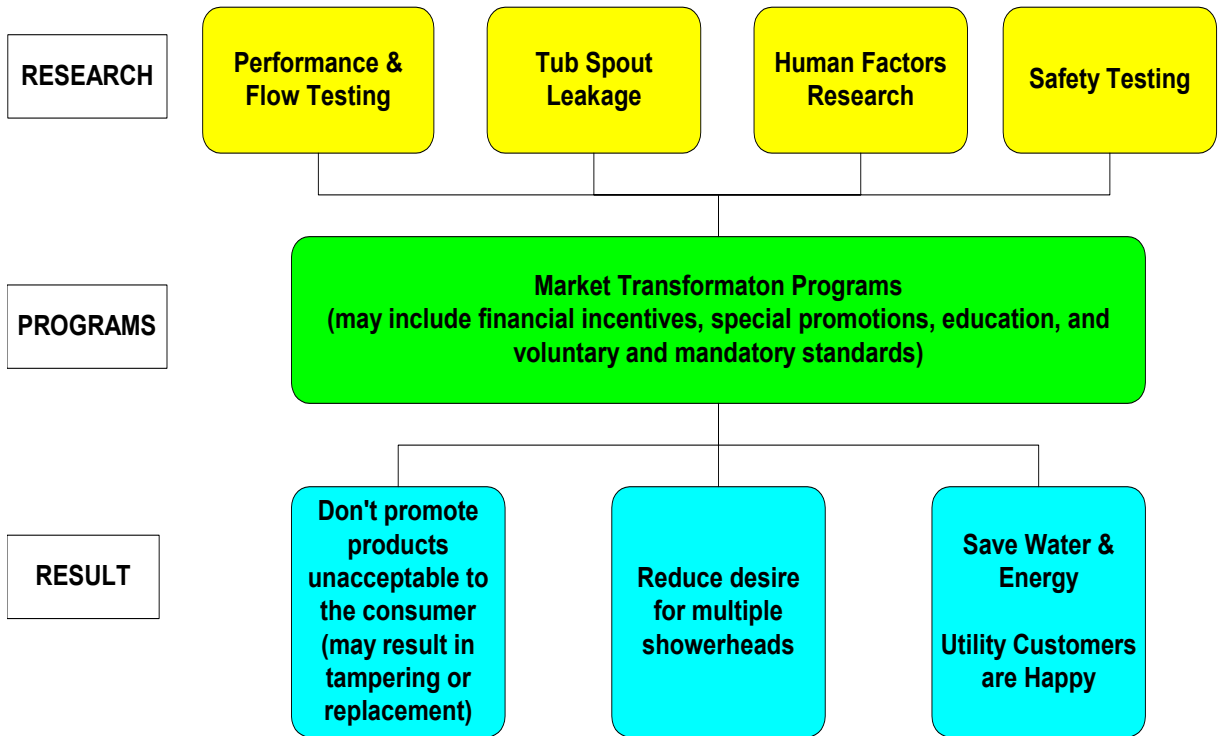 RESEARCH
Performance &
Flow Testing
Tub Spout
Leakage
Human Factors
Research
Safety Testing
PROGRAMS
Market Transformaton Programs
(may include financial incentives, special promotions, education, and
voluntary and mandatory standards)
RESULT
Don't promote
products
unacceptable to
the consumer
(may result in
tampering or
replacement)
Reduce desire
for multiple
showerheads
Save Water &
Energy
Utility Customers
are Happy